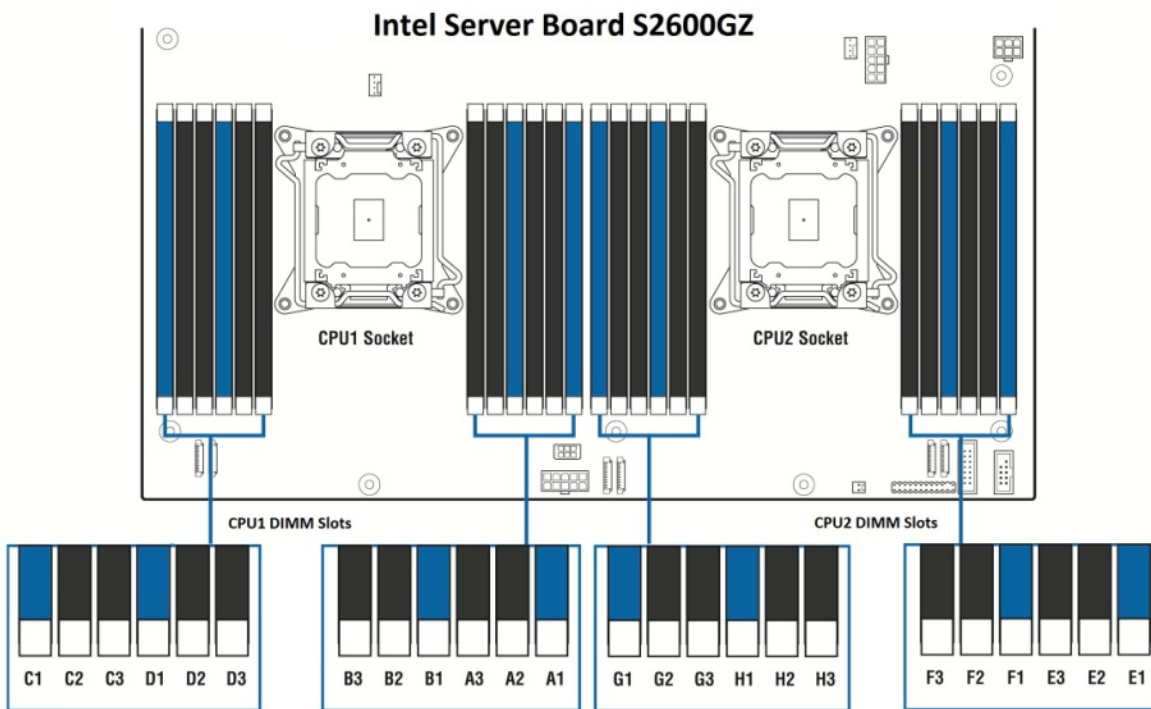 Intel Server Board S2600GZ
CPU1 Socket
CPU2 Socket
CPU1 DIMM Slots
CPU2 DIMM Slots
C1 C2 C3 D1 D2 D3
B3 B2 B1 A3 A2 A1
G1 G2 G3 H1 H2 H3
F3 F2 F1 E3 E2 E1